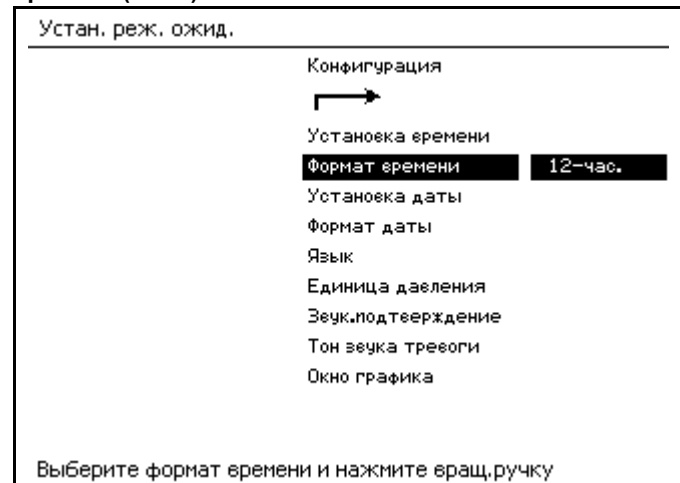 Устан. реж. ожид.
Конфигурация
Установка времени
Формат времени 12-час.
Установка даты
Формат даты
Язык
Единица давления
Звук.подтверждение
Тон звука тревоги
Окно графика
Выберите формат времени и нажмите вращ.ручку